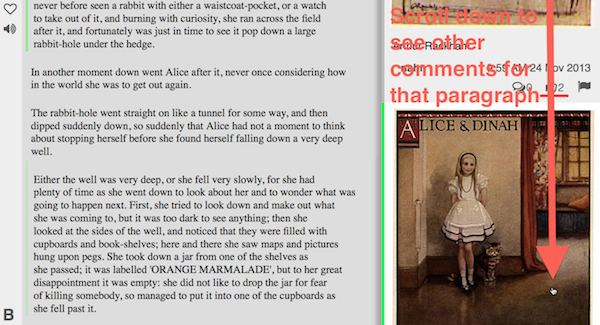 never before seen a rabbit with either a waistcoat-pocket, or a watch
to take out of it, and burning with curiosity, she ran across the field
after it, and fortunately was just in time to see it pop down a large
rabbit-hole under the hedge.
In another moment down went Alice after it, never once considering how
in the world she was to get out again.
The rabbit-hole went straight on like a tunnel for some way, and then
dipped suddenly down, so suddenly that Alice had not a moment to think
about stopping herself before she found herself falling down a very deep
well.
Either the well was very deep, or she fell very slowly, for she had
plenty of time as she went down to look about her and to wonder what was
going to happen next. First, she tried to look down and make out what
she was coming to, but it was too dark to see anything; then she
looked at the sides of the well, and noticed that they were filled with
cupboards and book-shelves; here and there she saw maps and pictures
hung upon pegs. She took down a jar from one of the shelves as
she passed; it was labelled 'ORANGE MARMALADE', but to her great
disappointment it was empty: she did not like to drop the jar for fear
of killing somebody, so managed to put it into one of the cupboards as
she fell past it.
B
Scroll down to
see other
comments for
that paragraph
24 Nov 2013
ALICE & DINAH